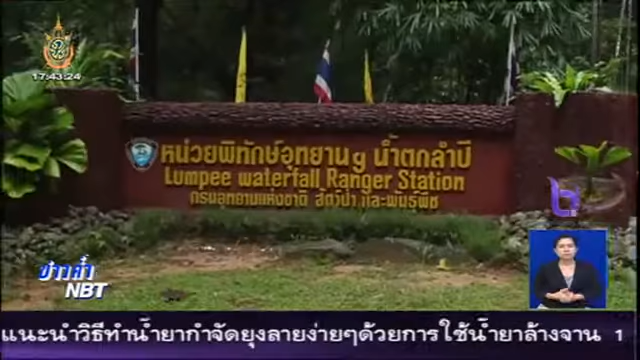 17:43:24
หน่วยพิทักษ์อุทยานฯ น้ำตกลำปี
Lumpee waterfall Ranger Station
กรมอุทยานแห่งชาติ สัตว์ป่า และพันธุ์พืช
ข่าวค่ำ
NBT
แนะนำวิธีทำน้ำยากำจัดยุงลายง่ายๆด้วยการใช้น้ำยาล้างจาน 1